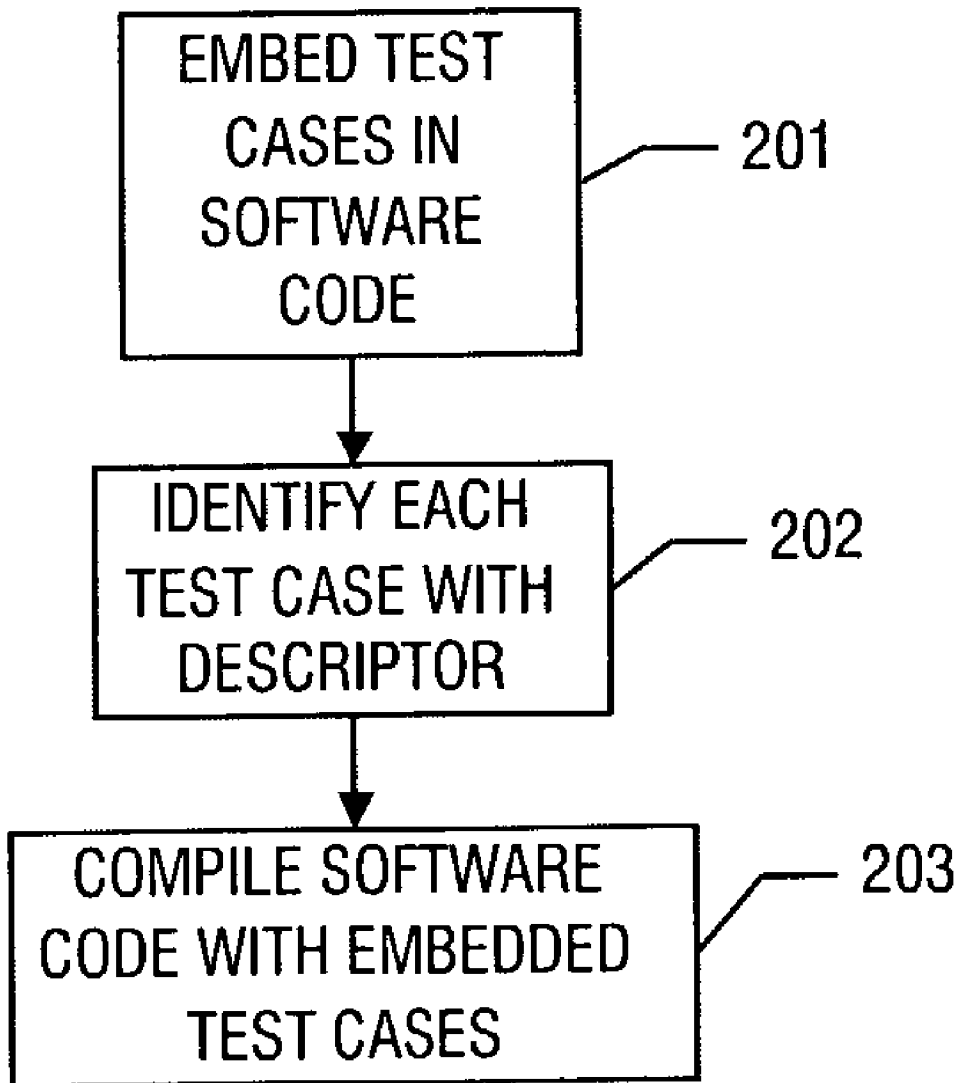 EMBED TEST
CASES IN
SOFTWARE
CODE
201
IDENTIFY EACH
TEST CASE WITH
DESCRIPTOR
202
COMPILE SOFTWARE
CODE WITH EMBEDDED
TEST CASES
203